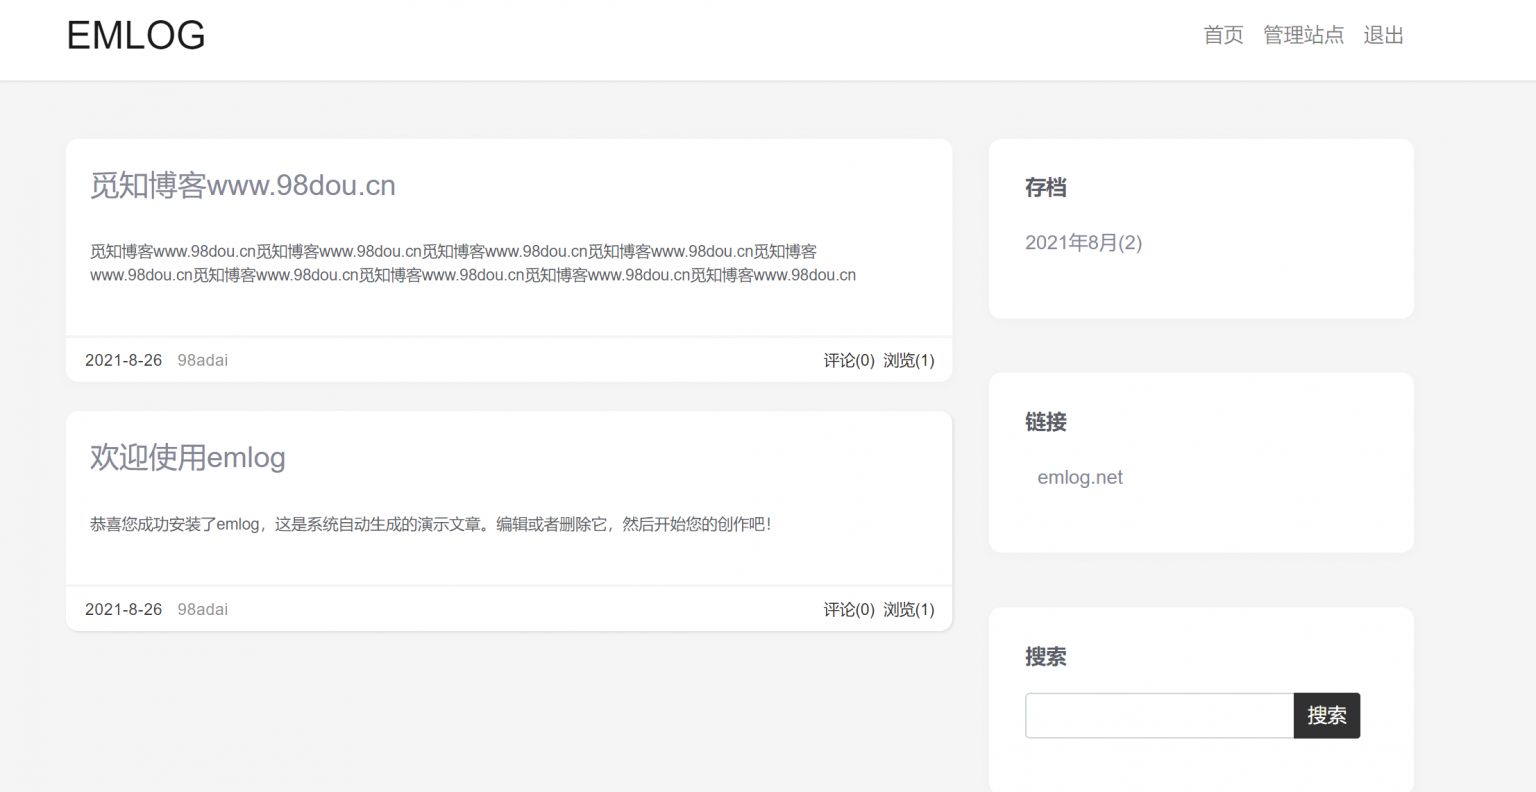 EMLOG
首页 管理站点 退出
觅知博客www.98dou.cn
觅知博客www.98dou.cn觅知博客www.98dou.cn觅知博客www.98dou.cn觅知博客www.98dou.cn觅知博客
www.98dou.cn觅知博客www.98dou.cn觅知博客www.98dou.cn觅知博客www.98dou.cn觅知博客www.98dou.cn
2021-8-26 98adai 评论(0) 浏览(1)
欢迎使用emlog
恭喜您成功安装了emlog，这是系统自动生成的演示文章。编辑或者删除它，然后开始您的创作吧！
2021-8-26 98adai 评论(0) 浏览(1)
存档
2021年8月(2)
链接
emlog.net
搜索
搜索